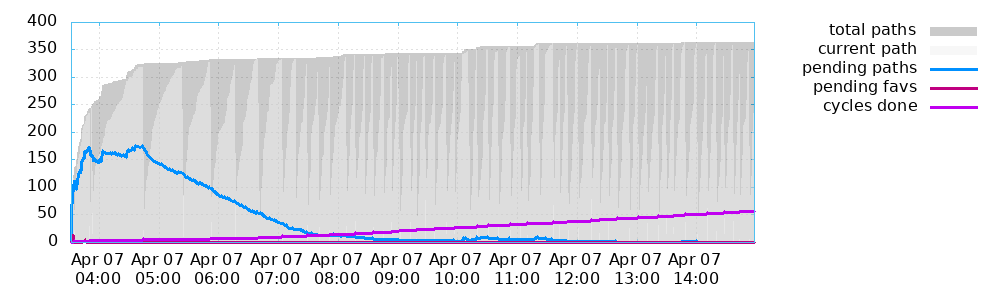 400
350
300
250
200
150
100
50
0
Apr 07 Apr 07 Apr 07 Apr 07 Apr 07 Apr 07 Apr 07 Apr 07 Apr 07 Apr 07 Apr 07
04:00 05:00 06:00 07:00 08:00 09:00 10:00 11:00 12:00 13:00 14:00
total paths
current path
pending paths
pending favs
cycles done